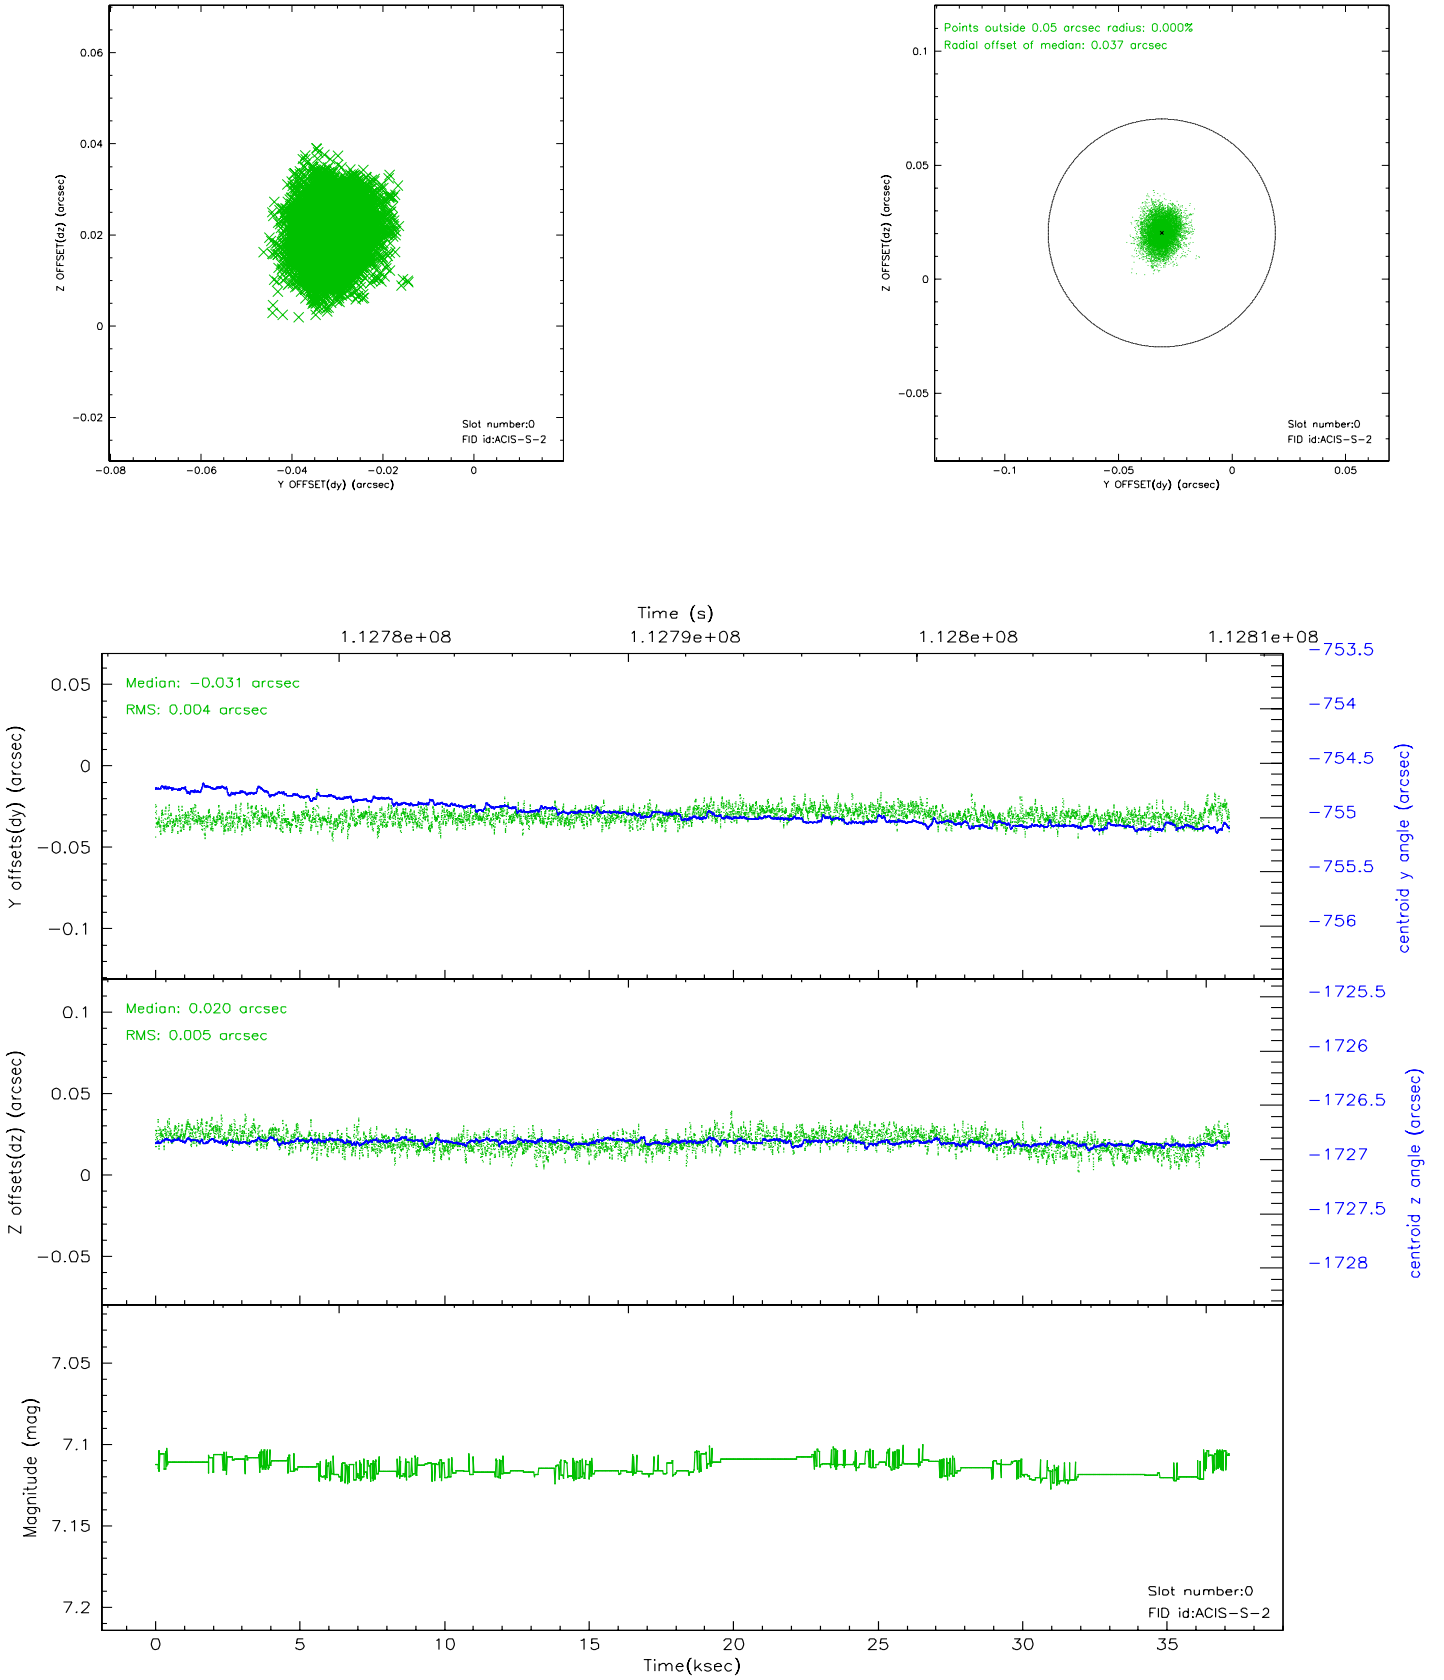 0.06
0.04
0.02
0
−0.02
Z OFFSET(dz) (arcsec)
Slot number:0
FID id:ACIS−S−2
−0.08 −0.06 −0.04 −0.02 0
Y OFFSET(dy) (arcsec)
Points outside 0.05 arcsec radius: 0.000%
Radial offset of median: 0.037 arcsec
0.1
0.05
0
−0.05
Z OFFSET(dz) (arcsec)
Slot number:0
FID id:ACIS−S−2
−0.1 −0.05 0 0.05
Y OFFSET(dy) (arcsec)
Time (s)
1.1278e+08 1.1279e+08 1.128e+08 1.1281e+08
Median: −0.031 arcsec
RMS: 0.004 arcsec
0.05
0
−0.05
−0.1
Y offsets(dy) (arcsec)
−753.5
−754
−754.5
−755
−755.5
−756
centroid y angle (arcsec)
Median: 0.020 arcsec
RMS: 0.005 arcsec
0.1
0.05
0
−0.05
Z offsets(dz) (arcsec)
−1725.5
−1726
−1726.5
−1727
−1727.5
−1728
centroid z angle (arcsec)
7.05
7.1
7.15
7.2
Magnitude (mag)
Slot number:0
FID id:ACIS−S−2
0 5 10 15 20 25 30 35
Time(ksec)